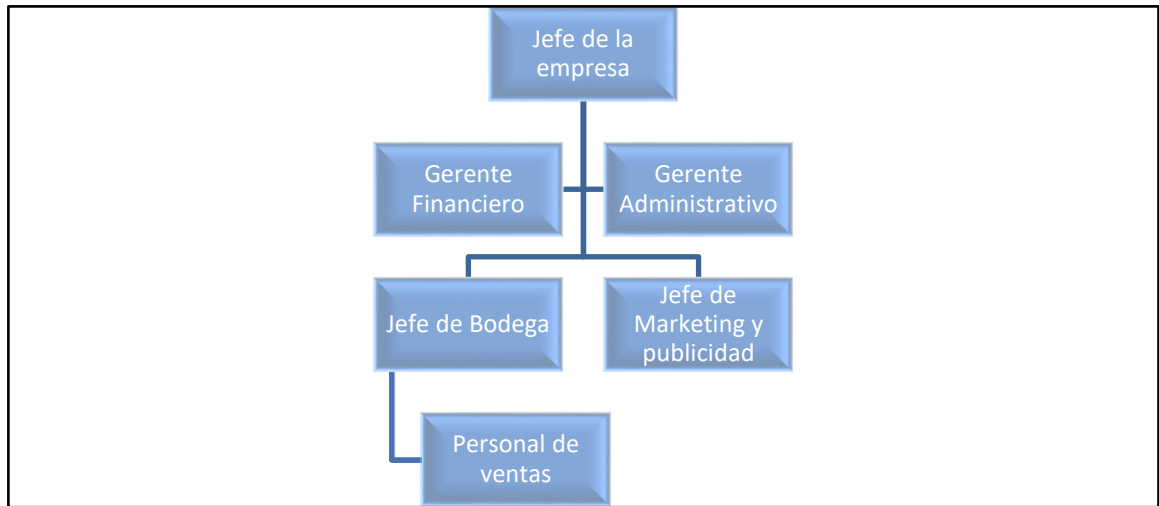 Jefe de la
empresa
Gerente
Financiero
Gerente
Administrativo
Jefe de Bodega
Jefe de
Marketing y
publicidad
Personal de
ventas